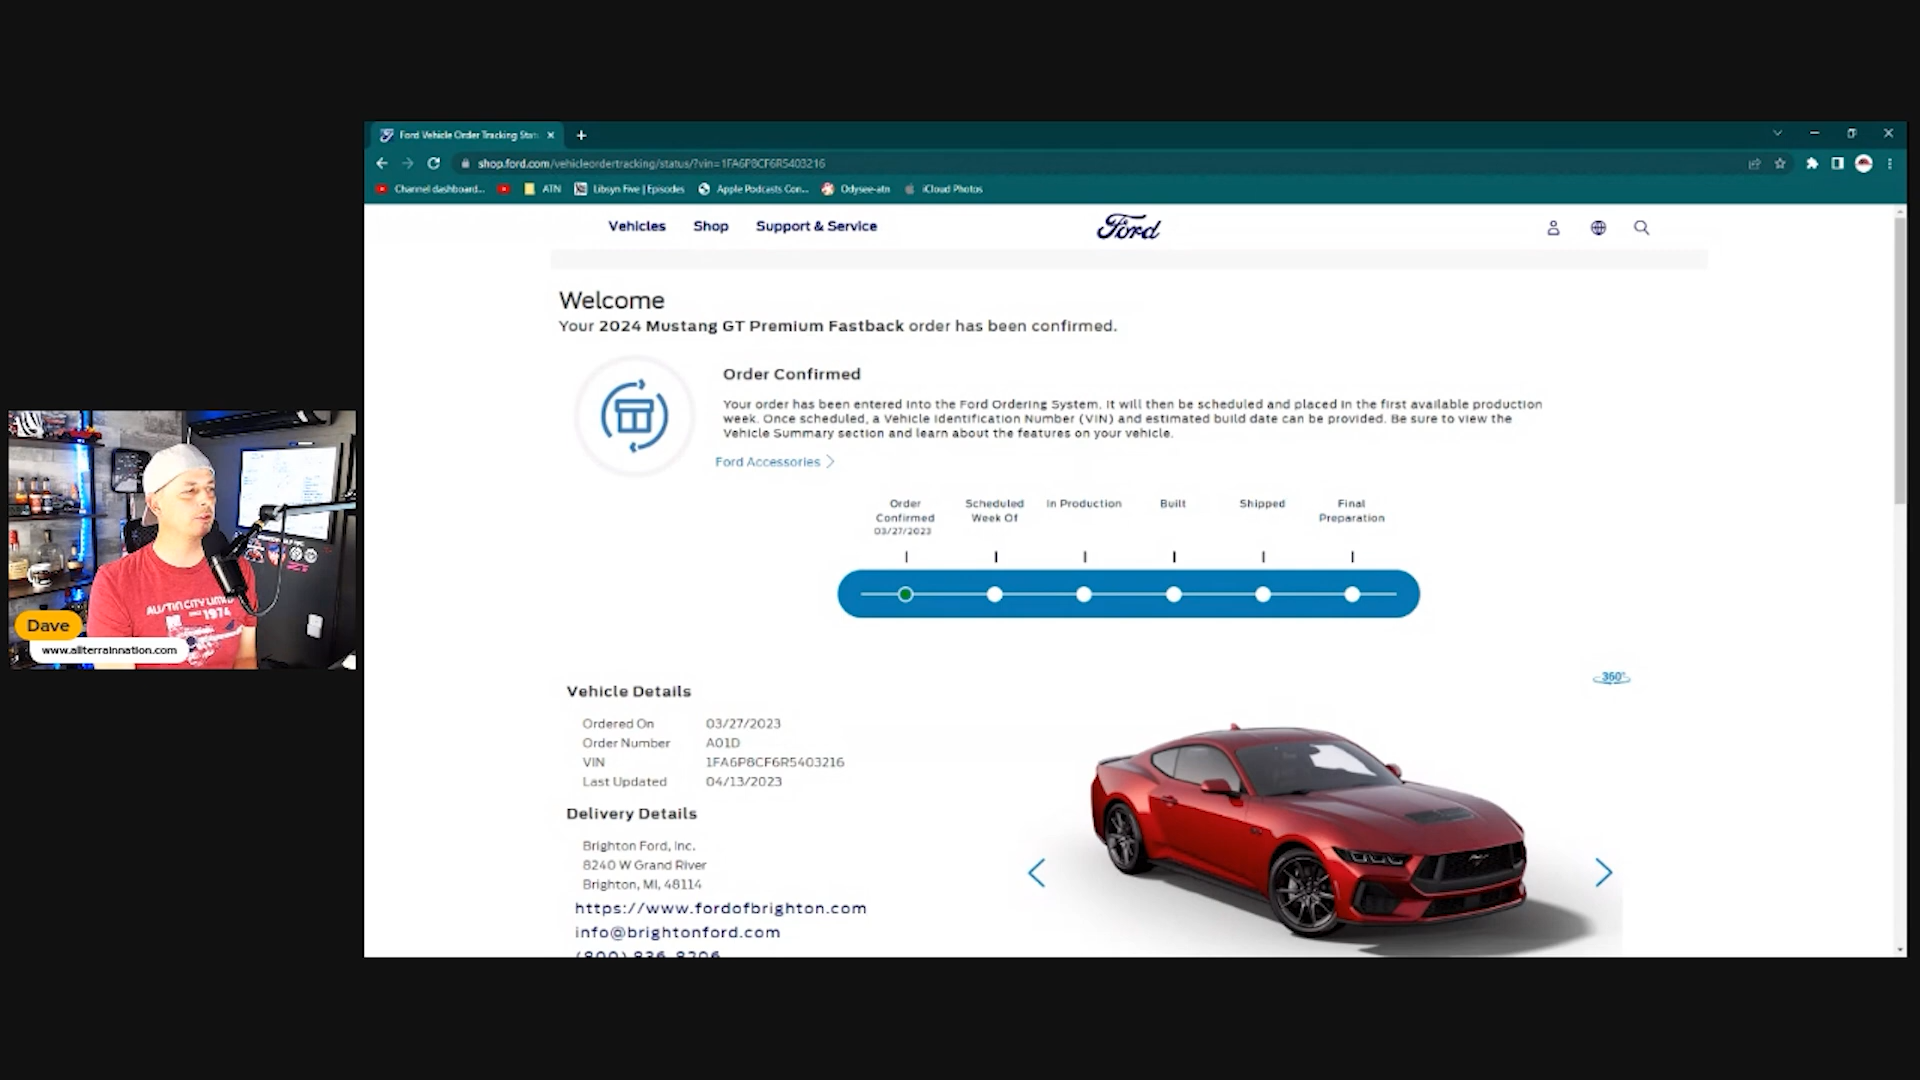 Ford Vehicle Order Tracking Stat
shop.ford.com/vehicleordertracking/status/?vin=1FA6P8CF6R5403216
Channel dashboard...
ATN
Libsyn Five | Episodes
Apple Podcasts Con...
Odysee-atn
iCloud Photos
Vehicles
Shop
Support & Service
Ford
Welcome
Your 2024 Mustang GT Premium Fastback order has been confirmed.
Order Confirmed
Your order has been entered into the Ford Ordering System. It will then be scheduled and placed in the first available production
week. Once scheduled, a Vehicle Identification Number (VIN) and estimated build date can be provided. Be sure to view the
Vehicle Summary section and learn about the features on your vehicle.
Ford Accessories
Order
Confirmed
03/27/2023
Scheduled
Week Of
In Production
Built
Shipped
Final
Preparation
360°
Vehicle Details
Ordered On 03/27/2023
Order Number A01D
VIN 1FA6P8CF6R5403216
Last Updated 04/13/2023
Delivery Details
Brighton Ford, Inc.
8240 W Grand River
Brighton, MI, 48114
https://www.fordofbrighton.com
info@brightonford.com
(800) 836-8206
AUSTIN CITY LIMI
1974
Dave
www.allterrainnation.com